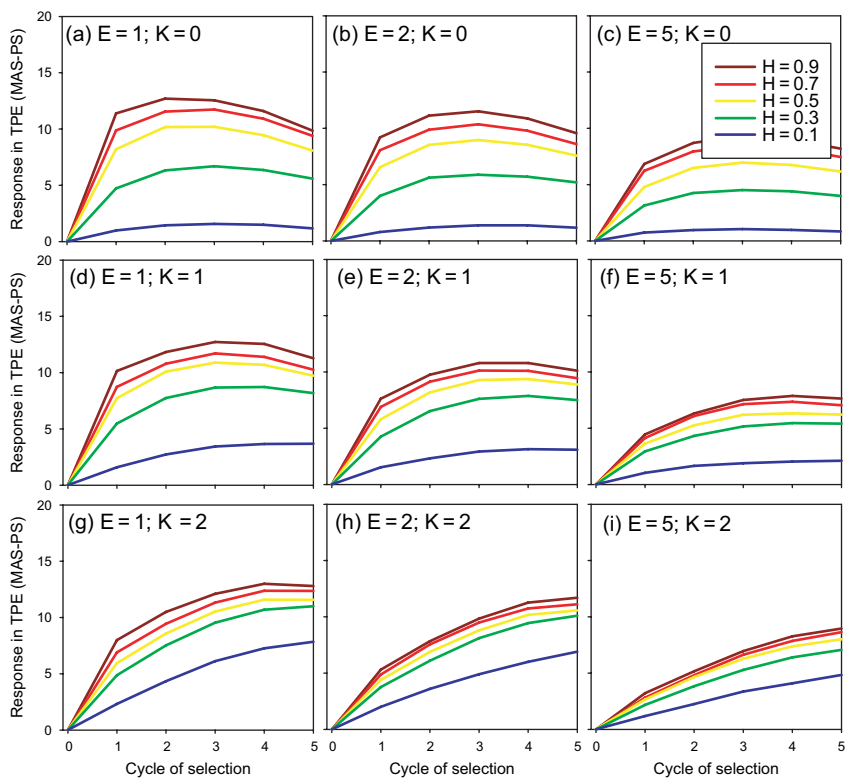 (a) E=1; K=0
(b) E=2; K=0
(c) E=5; K=0
H=0.9
H=0.7
H=0.5
H=0.3
H=0.1
Response in TPE (MAS-PS)
20
15
10
5
0
(d) E=1; K=1
(e) E=2; K=1
(f) E=5; K=1
Response in TPE (MAS-PS)
20
15
10
5
0
(g) E=1; K=2
(h) E=2; K=2
(i) E=5; K=2
Response in TPE (MAS-PS)
20
15
10
5
0
0 1 2 3 4 5
0 1 2 3 4 5
0 1 2 3 4 5
Cycle of selection
Cycle of selection
Cycle of selection